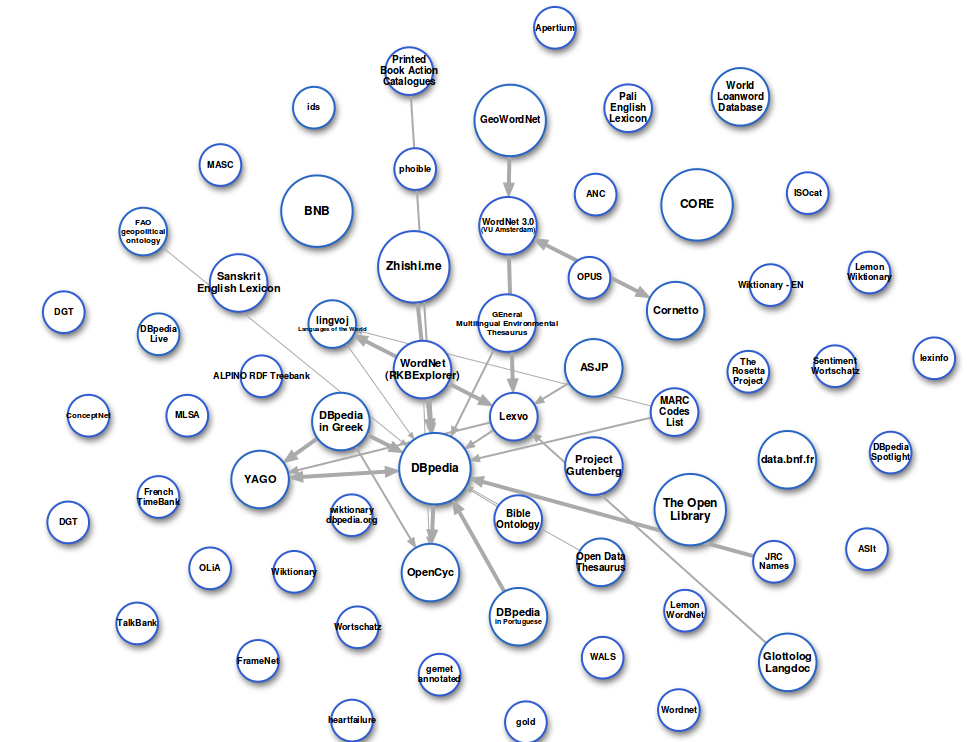 Apertium
Printed
Book Action
Catalogues
World
Loanword
Database
ids
Pali
English
Lexicon
GeoWordNet
MASC
phoible
ANC
ISOcat
BNB
CORE
FAO
geopolitical
ontology
WordNet 3.0
(VU Amsterdam)
Zhishi.me
Sanskrit
English Lexicon
OPUS
Wiktionary - EN
Lemon
Wiktionary
DGT
Cornetto
lingvoj
Languages of the World
GEneral
Multilingual Environmental
Thesaurus
DBpedia
Live
WordNet
(RKBExplorer)
ASJP
The
Rosetta
Project
Sentiment
Wortschatz
lexinfo
ALPINO RDF Treebank
ConceptNet
MLSA
DBpedia
in Greek
Lexvo
MARC
Codes
List
YAGO
DBpedia
Project
Gutenberg
data.bnf.fr
DBpedia
Spotlight
French
TimeBank
DGT
wiktionary
dbpedia.org
Bible
Ontology
The Open
Library
OLiA
Wiktionary
OpenCyc
Open Data
Thesaurus
JRC
Names
ASIt
TalkBank
Wortschatz
DBpedia
in Portuguese
Lemon
WordNet
FrameNet
gemet
annotated
WALS
Glottolog
Langdoc
heartfailure
gold
Wordnet